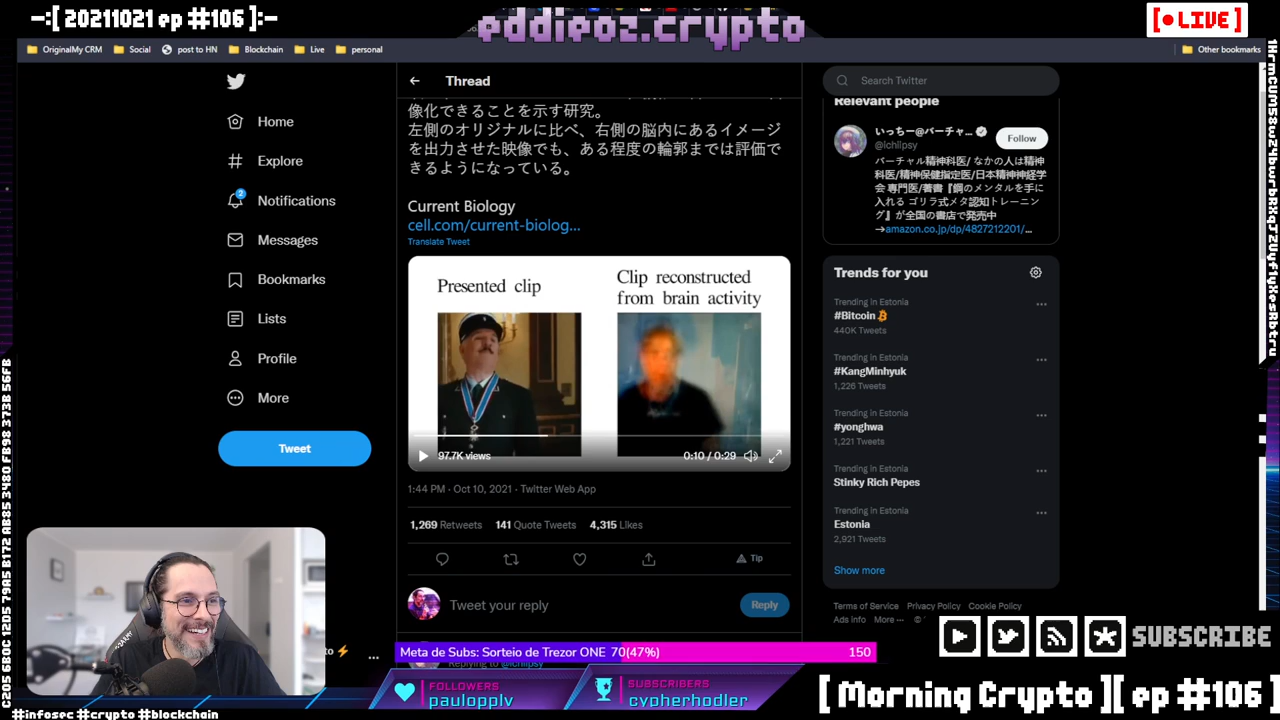 -:[ 20211021 ep #106 ]:-
eddieoz.crypto
[•LIVE]
OriginalMy CRM
Social
post to HN
Blockchain
Live
personal
Other bookmarks
Home
Explore
2
Notifications
Messages
Bookmarks
Lists
Profile
More
Tweet
Thread
像化できることを示す研究。
左側のオリジナルに比べ、右側の脳内にあるイメージ
を出力させた映像でも、ある程度の輪郭までは評価で
きるようになっている。
Current Biology
cell.com/current-biolog...
Translate Tweet
Presented clip
Clip reconstructed
from brain activity
97.7K views
0:10 / 0:29
1:44 PM · Oct 10, 2021 · Twitter Web App
1,269 Retweets 141 Quote Tweets 4,315 Likes
Tip
Tweet your reply
Reply
Replying to @Ichiipsy
Search Twitter
Relevant people
いっちー@バーチャ...
@Ichiipsy
Follow
バーチャル精神科医/ なかの人は精神
科医/精神保健指定医/日本精神神経学
会 専門医/著書『鋼のメンタルを手に
入れる ゴリラ式メタ認知トレーニン
グ』が全国の書店で発売中
→amazon.co.jp/dp/4827212201/...
Trends for you
Trending in Estonia
#Bitcoin
440K Tweets
Trending in Estonia
#KangMinhyuk
1,226 Tweets
Trending in Estonia
#yonghwa
1,221 Tweets
Trending in Estonia
Stinky Rich Pepes
Trending in Estonia
Estonia
2,921 Tweets
Show more
Terms of Service Privacy Policy Cookie Policy
Ads info More ···
SUBSCRIBE
Meta de Subs: Sorteio de Trezor ONE 70(47%)
150
FOLLOWERS
paulopplv
SUBSCRIBERS
cypherhodler
[ Morning Crypto ][ ep #106 ]
#infosec #crypto #blockchain